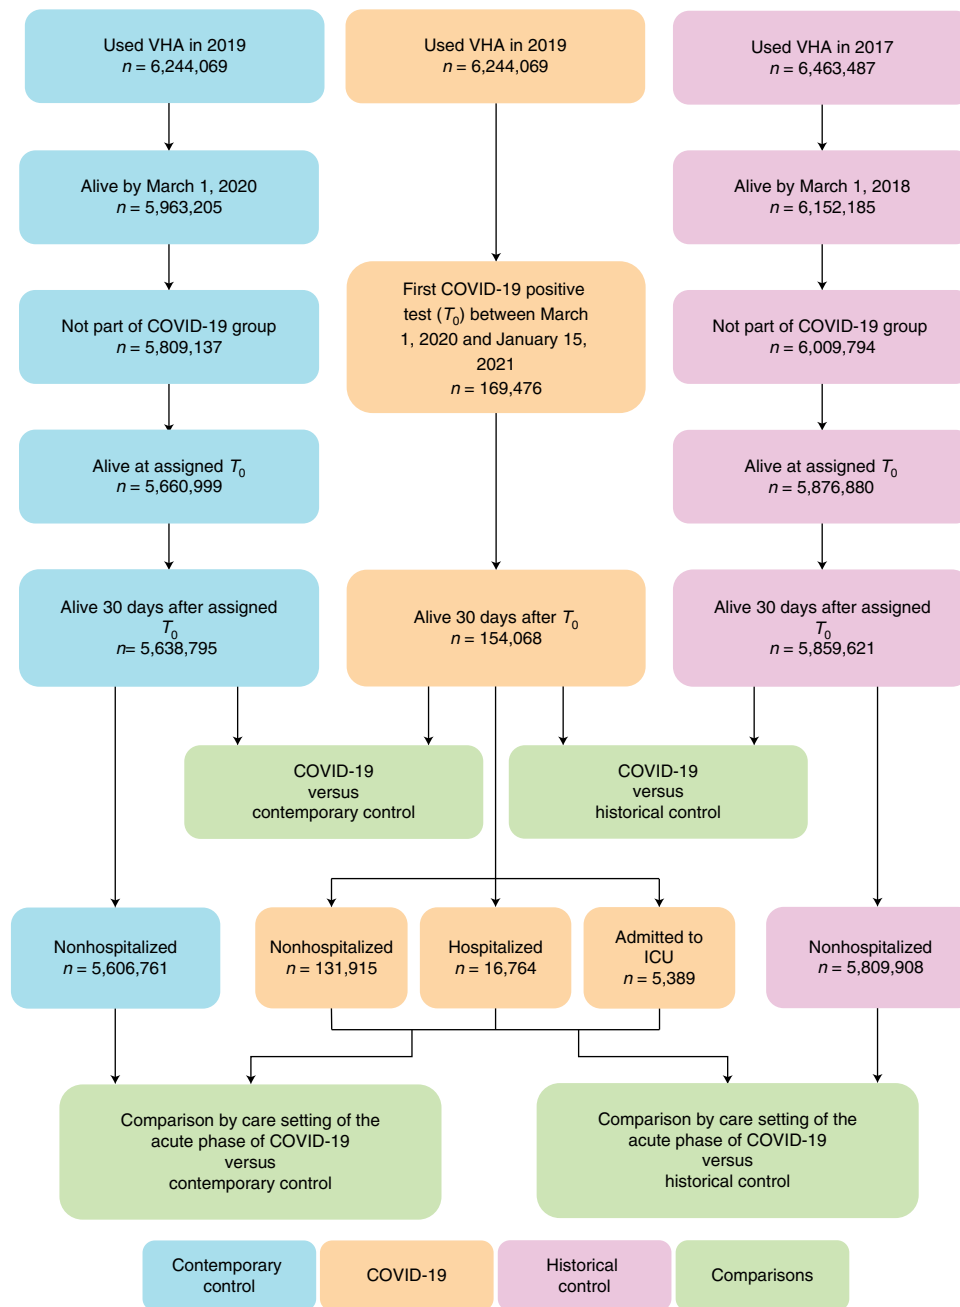 Used VHA in 2019
n = 6,244,069
Used VHA in 2019
n = 6,244,069
Used VHA in 2017
n = 6,463,487
Alive by March 1, 2020
n = 5,963,205
Alive by March 1, 2018
n = 6,152,185
Not part of COVID-19 group
n = 5,809,137
First COVID-19 positive
test (T0) between March
1, 2020 and January 15,
2021
n = 169,476
Not part of COVID-19 group
n = 6,009,794
Alive at assigned T0
n = 5,660,999
Alive at assigned T0
n = 5,876,880
Alive 30 days after assigned
T0
n= 5,638,795
Alive 30 days after T0
n = 154,068
Alive 30 days after assigned
T0
n = 5,859,621
COVID-19
versus
contemporary control
COVID-19
versus
historical control
Nonhospitalized
n = 5,606,761
Nonhospitalized
n = 131,915
Hospitalized
n = 16,764
Admitted to
ICU
n = 5,389
Nonhospitalized
n = 5,809,908
Comparison by care setting of the
acute phase of COVID-19
versus
contemporary control
Comparison by care setting of the
acute phase of COVID-19
versus
historical control
Contemporary
control
COVID-19
Historical
control
Comparisons